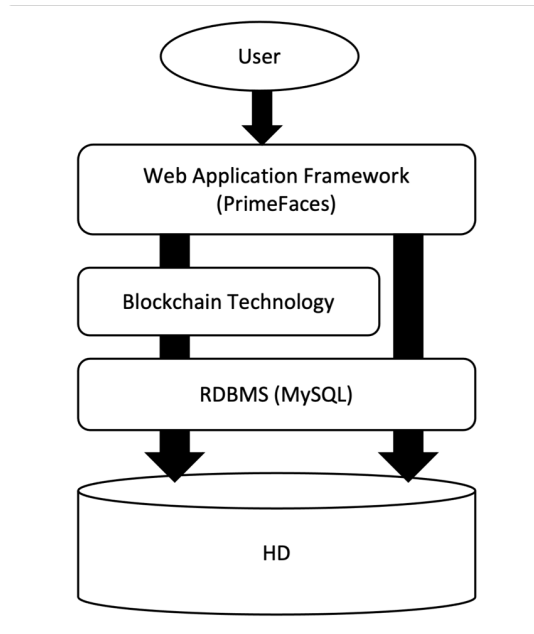 User
Web Application Framework
(PrimeFaces)
Blockchain Technology
RDBMS (MySQL)
HD